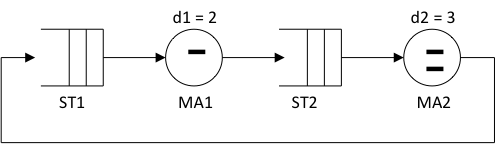 d1 = 2
d2 = 3
ST1
MA1
ST2
MA2